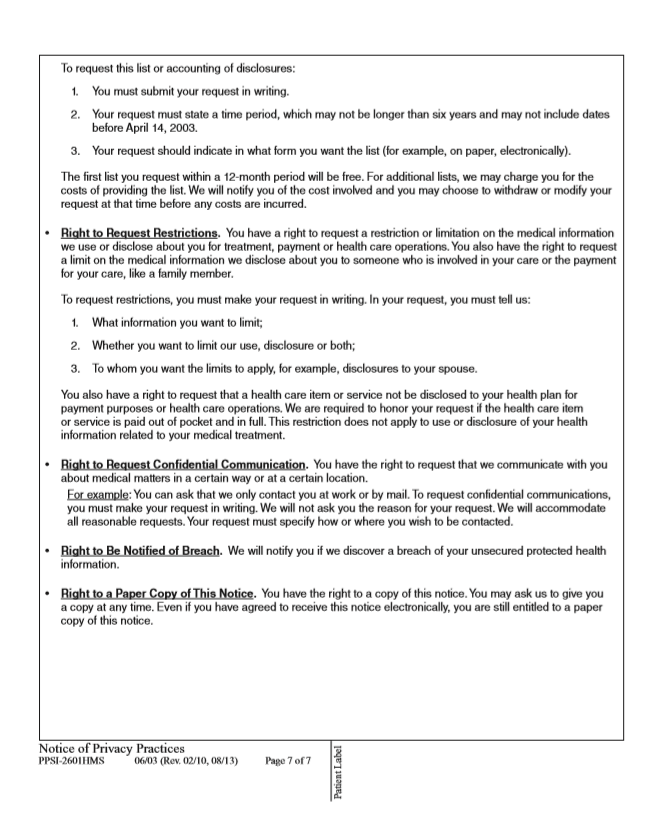 To request this list or accounting of disclosures:
1. You must submit your request in writing.
2. Your request must state a time period, which may not be longer than six years and may not include dates
before April 14, 2003.
3. Your request should indicate in what form you want the list (for example, on paper, electronically).
The first list you request within a 12-month period will be free. For additional lists, we may charge you for the
costs of providing the list. We will notify you of the cost involved and you may choose to withdraw or modify your
request at that time before any costs are incurred.
• Right to Request Restrictions. You have a right to request a restriction or limitation on the medical information
we use or disclose about you for treatment, payment or health care operations. You also have the right to request
a limit on the medical information we disclose about you to someone who is involved in your care or the payment
for your care, like a family member.
To request restrictions, you must make your request in writing. In your request, you must tell us:
1. What information you want to limit;
2. Whether you want to limit our use, disclosure or both;
3. To whom you want the limits to apply, for example, disclosures to your spouse.
You also have a right to request that a health care item or service not be disclosed to your health plan for
payment purposes or health care operations. We are required to honor your request if the health care item
or service is paid out of pocket and in full. This restriction does not apply to use or disclosure of your health
information related to your medical treatment.
• Right to Request Confidential Communication. You have the right to request that we communicate with you
about medical matters in a certain way or at a certain location.
For example: You can ask that we only contact you at work or by mail. To request confidential communications,
you must make your request in writing. We will not ask you the reason for your request. We will accommodate
all reasonable requests. Your request must specify how or where you wish to be contacted.
• Right to Be Notified of Breach. We will notify you if we discover a breach of your unsecured protected health
information.
• Right to a Paper Copy of This Notice. You have the right to a copy of this notice. You may ask us to give you
a copy at any time. Even if you have agreed to receive this notice electronically, you are still entitled to a paper
copy of this notice.
Notice of Privacy Practices
PPSI-2601HMS 06/03 (Rev. 02/10, 08/13) Page 7 of 7
Patient Label